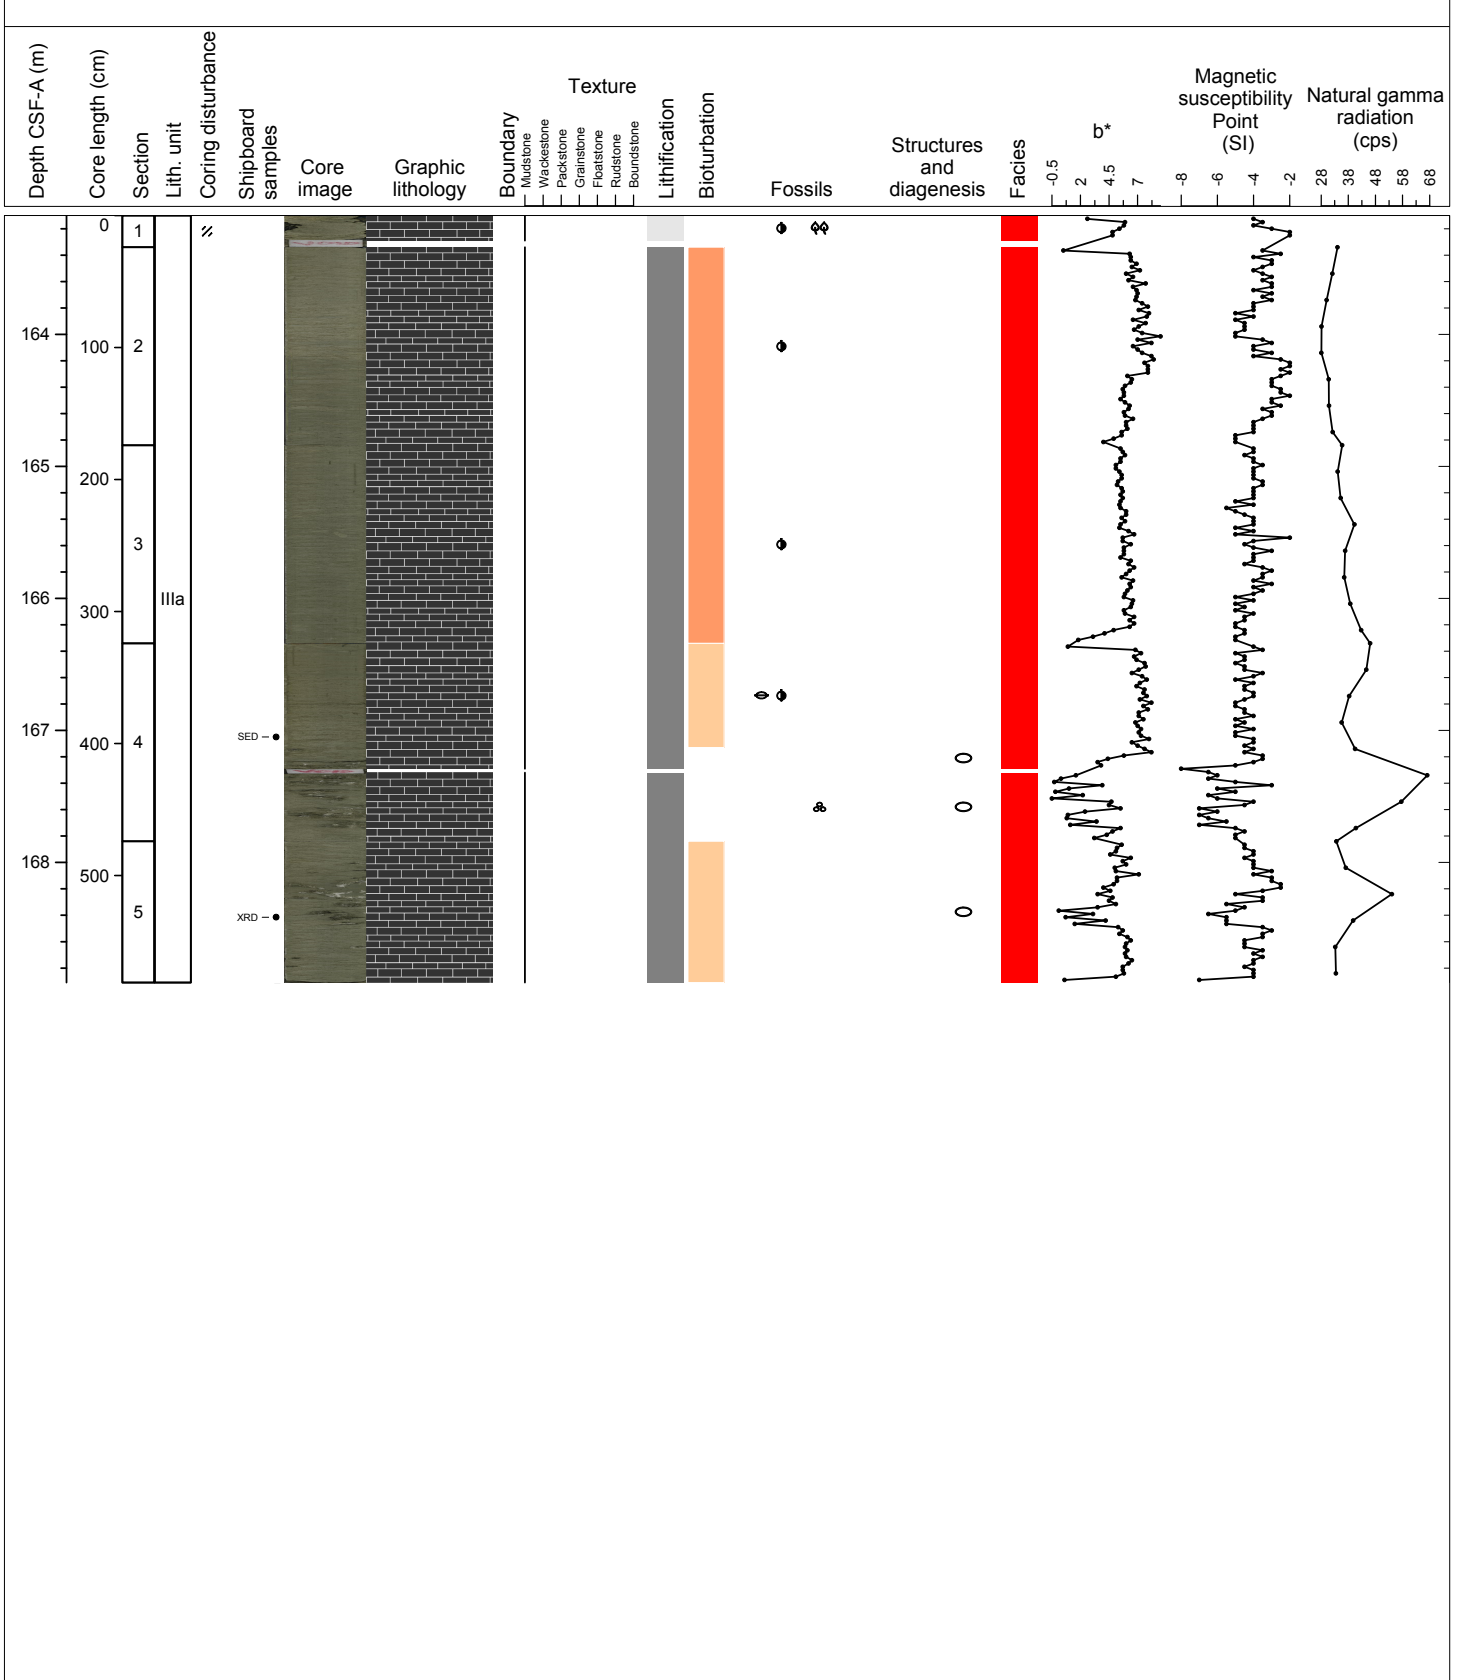 Depth CSF-A (m)
Core length (cm)
Section
Lith. unit
Coring disturbance
Shipboard
samples
Core
image
Graphic
lithology
Boundary
Texture
Mudstone
Wackestone
Packstone
Grainstone
Floatstone
Rudstone
Boundstone
Lithification
Bioturbation
Fossils
Structures
and
diagenesis
Facies
b*
-0.5
2
4.5
7
Magnetic
susceptibility
Point
(SI)
-8
-6
-4
-2
Natural gamma
radiation
(cps)
28
38
48
58
68
164
165
166
167
168
0
100
200
300
400
500
1
2
3
4
5
IIIa
SED
XRD